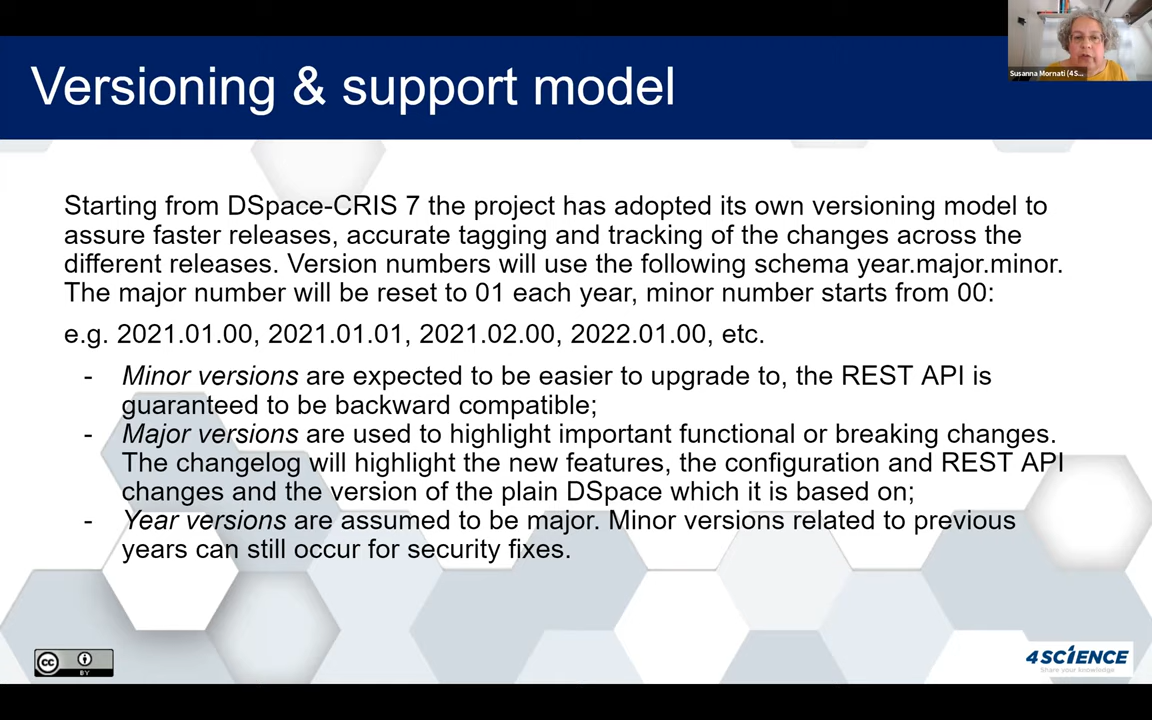 Susanna Mornati (4S...
Versioning & support model
Starting from DSpace-CRIS 7 the project has adopted its own versioning model to
assure faster releases, accurate tagging and tracking of the changes across the
different releases. Version numbers will use the following schema year.major.minor.
The major number will be reset to 01 each year, minor number starts from 00:
e.g. 2021.01.00, 2021.01.01, 2021.02.00, 2022.01.00, etc.
- Minor versions are expected to be easier to upgrade to, the REST API is
guaranteed to be backward compatible;
- Major versions are used to highlight important functional or breaking changes.
The changelog will highlight the new features, the configuration and REST API
changes and the version of the plain DSpace which it is based on;
- Year versions are assumed to be major. Minor versions related to previous
years can still occur for security fixes.
cc
BY
4SCIENCE
Share your knowledge